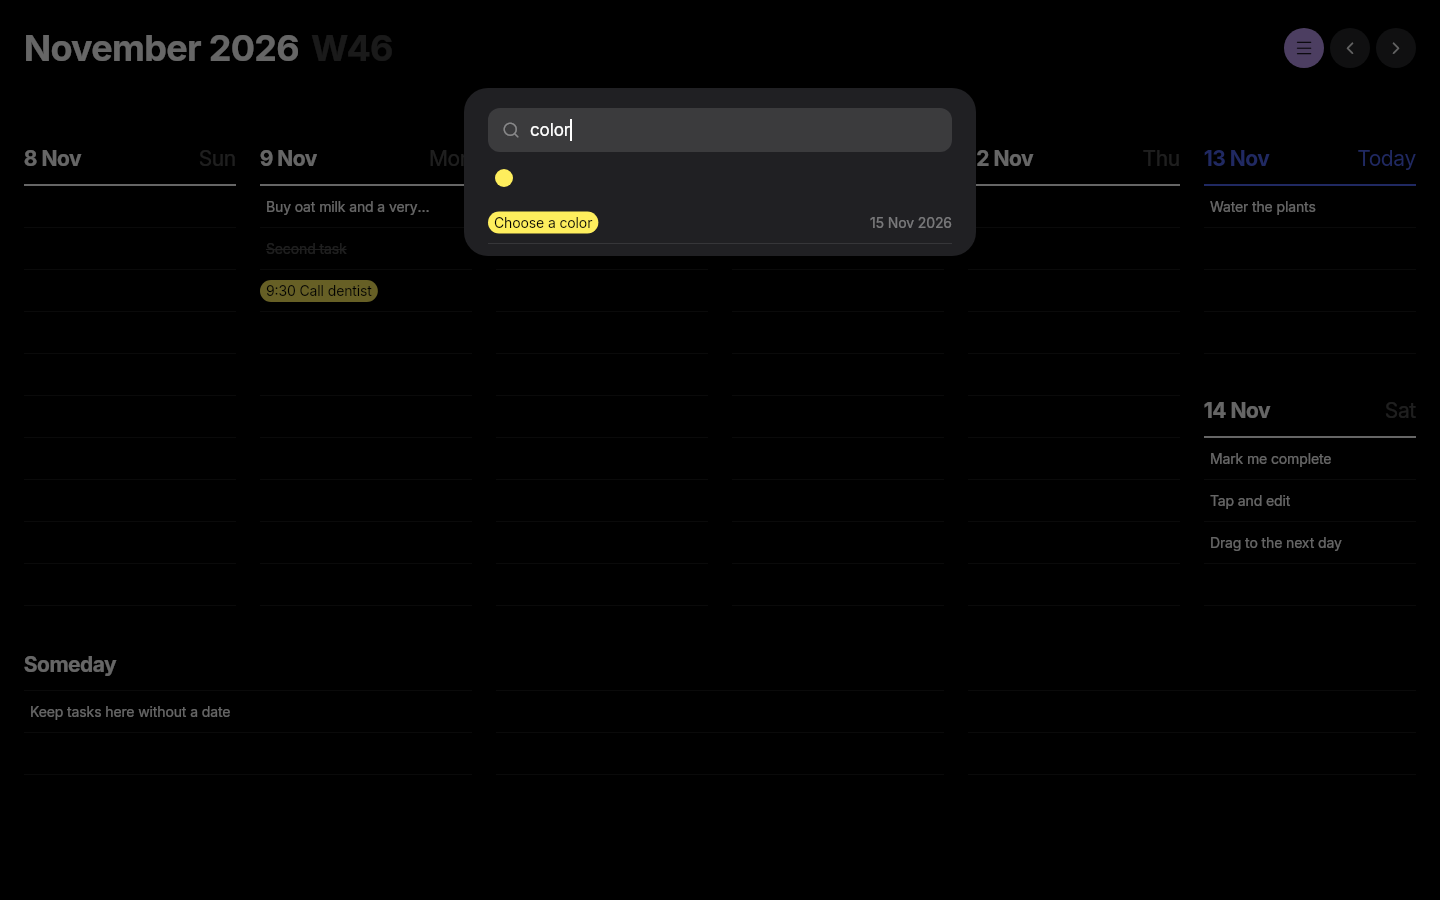 November 2026 W46
color
Choose a color 15 Nov 2026
8 Nov Sun
9 Nov Mon
Buy oat milk and a very...
Second task
9:30 Call dentist
2 Nov Thu
13 Nov Today
Water the plants
14 Nov Sat
Mark me complete
Tap and edit
Drag to the next day
Someday
Keep tasks here without a date